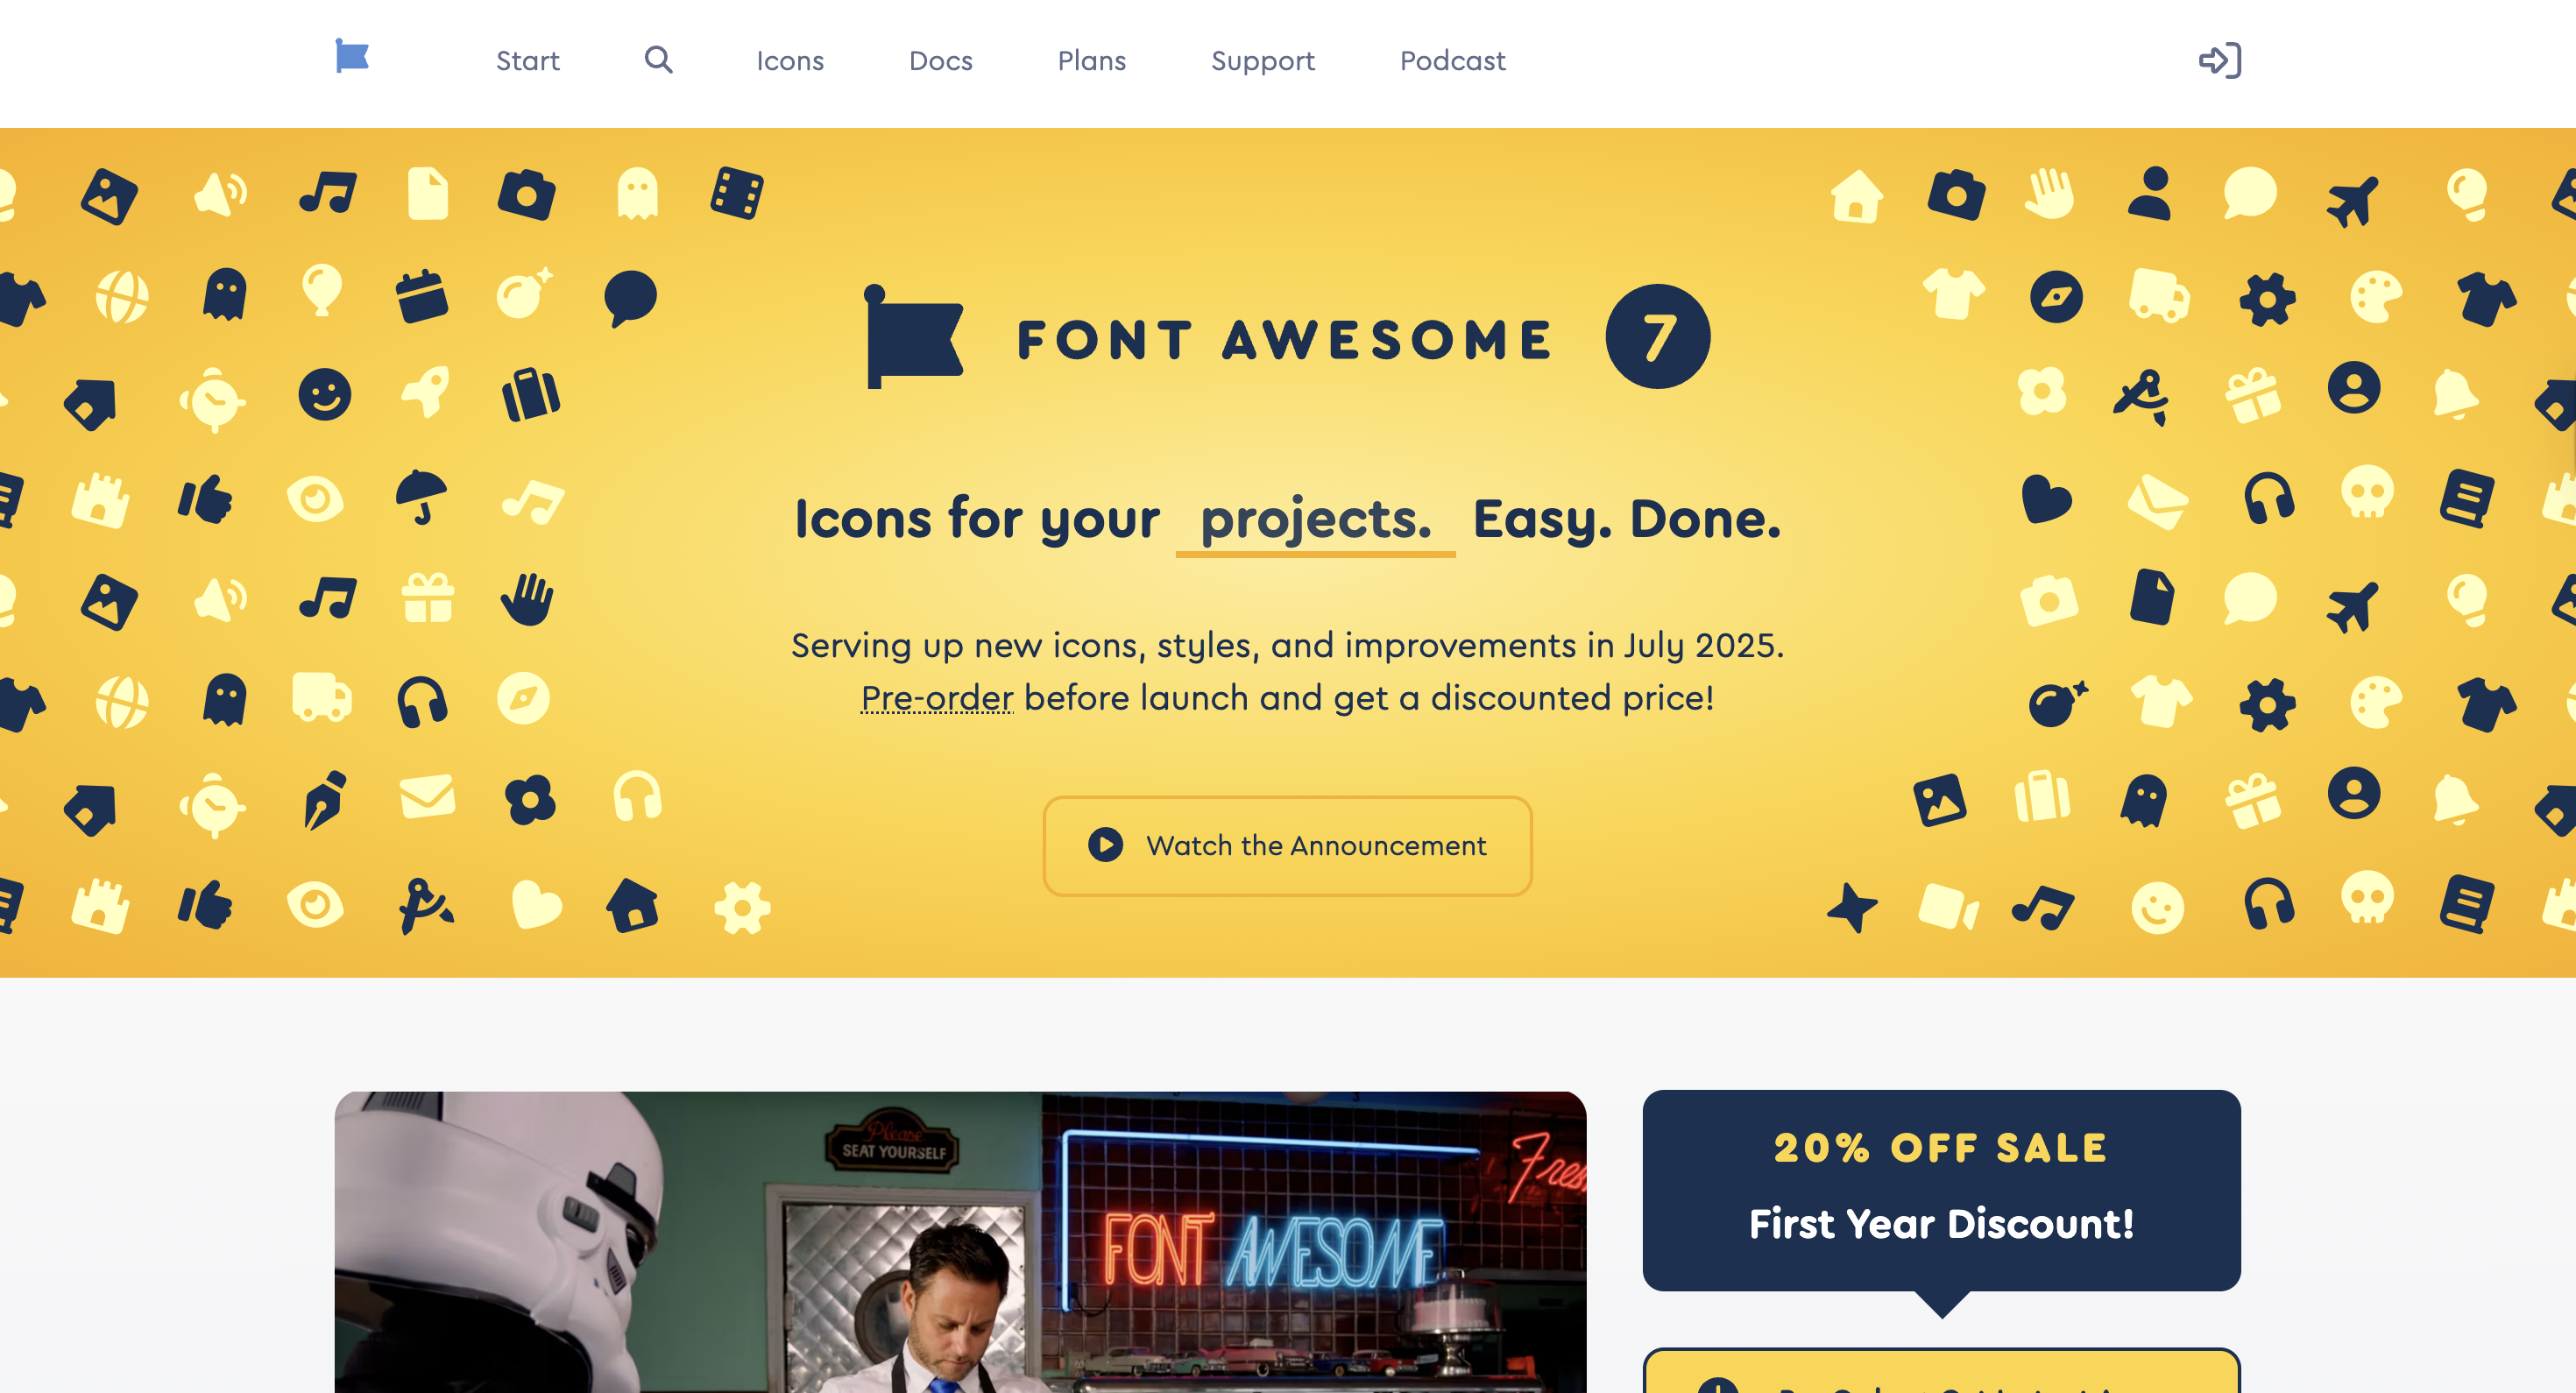 Start Icons Docs Plans Support Podcast
FONT AWESOME 7
Icons for your projects. Easy. Done.
Serving up new icons, styles, and improvements in July 2025.
Pre-order before launch and get a discounted price!
Watch the Announcement
Please
SEAT YOURSELF
FONT AWESOME
20% OFF SALE
First Year Discount!